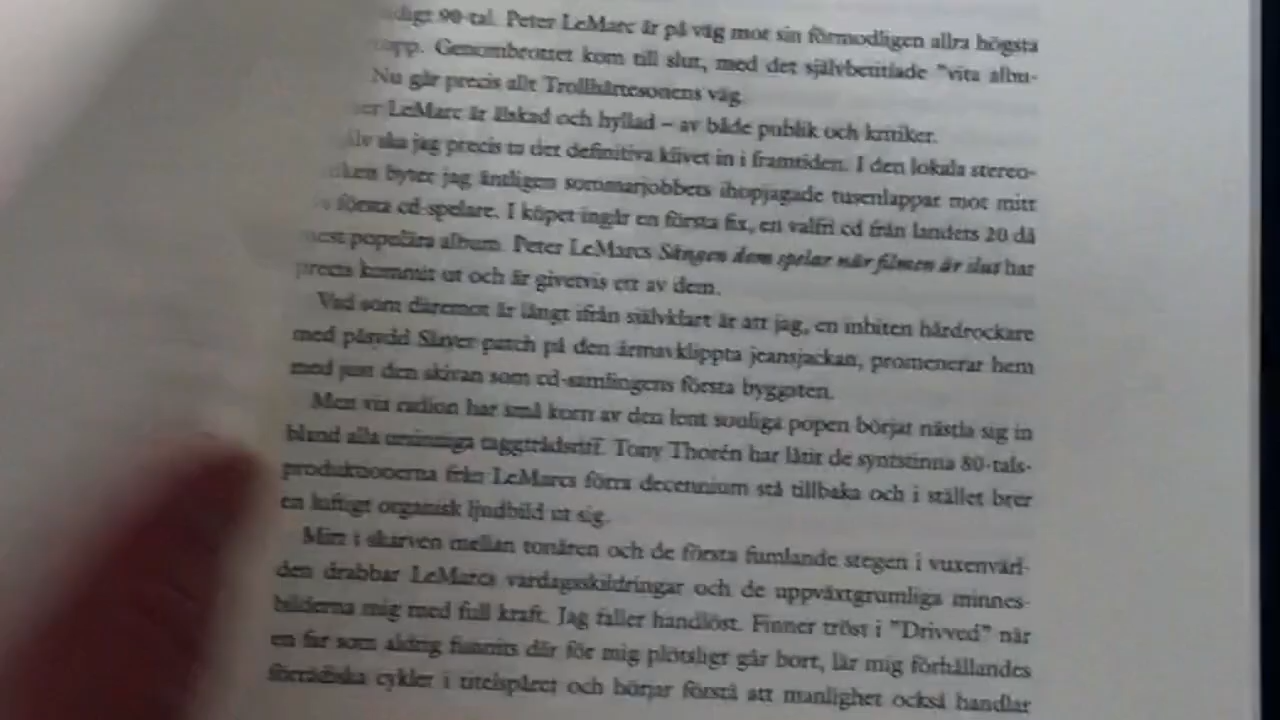 90-tal. Peter LeMarc är på väg mot sin förmodligen allra högsta
topp. Genombrottet kom till slut, med det självbetitlade "vita albu-
Nu går precis allt Trollhättesonens väg.
LeMarc är älskad och hyllad – av både publik och kritiker.
ska jag precis ta det definitiva klivet in i framtiden. I den lokala stereo-
byter jag äntligen sommarjobbets ihopjagade tusenlappar mot mitt
första cd-spelare. I köpet ingår en första fix, en valfri cd från landets 20 då
mest populära album. Peter LeMarcs Sången dom spelar när filmen är slut har
precis kommit ut och är givetvis ett av dem.
Vad som däremot är långt ifrån självklart är att jag, en inbiten hårdrockare
med påsydd Slayer-patch på den ärmavklippta jeansjackan, promenerar hem
med just den skivan som cd-samlingens första byggsten.
Men via radion har små korn av den lent souliga popen börjat nästla sig in
bland alla ursinniga taggtrådsriff. Tony Thorén har låtit de syntstinna 80-tals-
produktionerna från LeMarcs förra decennium stå tillbaka och i stället brer
en luftigt organisk ljudbild ut sig.
Mitt i skarven mellan tonåren och de första fumlande stegen i vuxenvärl-
den drabbar LeMarcs vardagsskildringar och de uppväxtgrumliga minnes-
bilderna mig med full kraft. Jag faller handlöst. Finner tröst i "Drivved" när
en far som aldrig funnits där för mig plötsligt går bort, lär mig förhållandes
förrädiska cykler i titelspåret och börjar förstå att manlighet också handlar